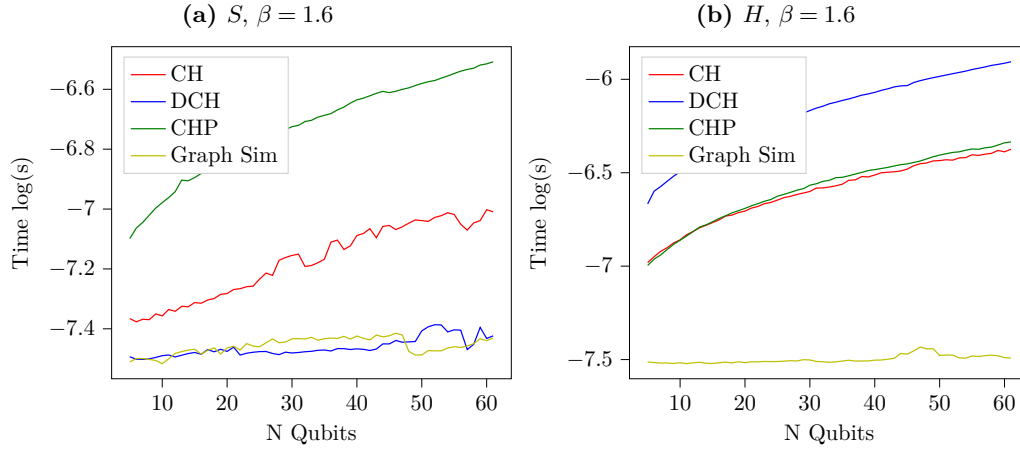 (a) S, β = 1.6
−6.6
−6.8
−7
−7.2
−7.4
Time log(s)
CH
DCH
CHP
Graph Sim
10 20 30 40 50 60
N Qubits
(b) H, β = 1.6
−6
−6.5
−7
−7.5
Time log(s)
CH
DCH
CHP
Graph Sim
10 20 30 40 50 60
N Qubits